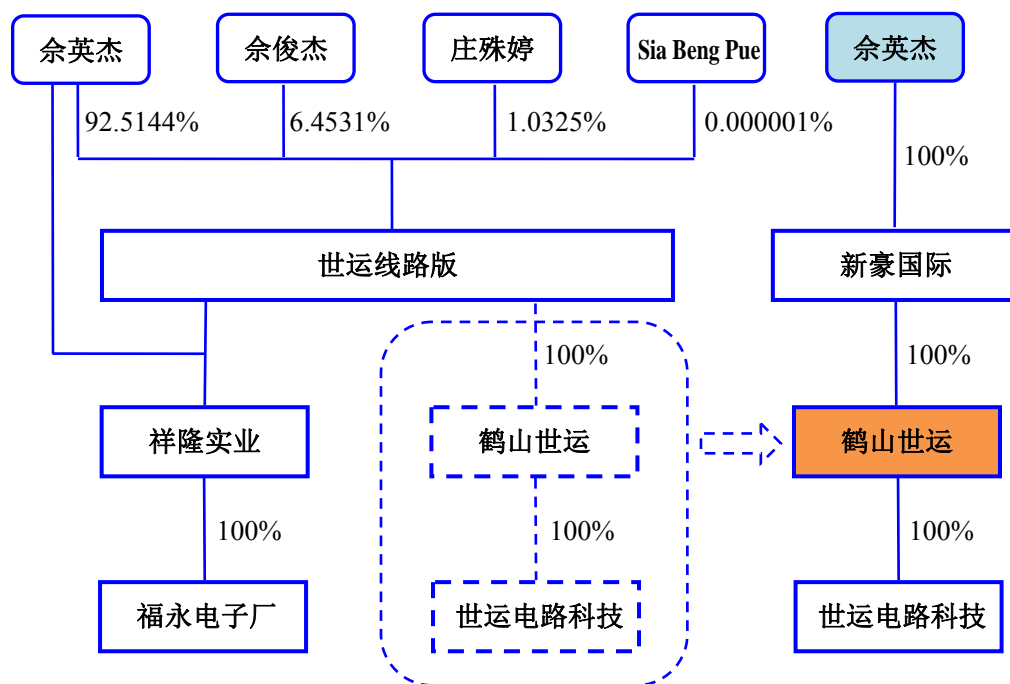 佘英杰
佘俊杰
庄殊婷
Sia Beng Pue
佘英杰
92.5144%
6.4531%
1.0325%
0.000001%
100%
世运线路版
新豪国际
100%
100%
祥隆实业
鹤山世运
鹤山世运
100%
100%
100%
福永电子厂
世运电路科技
世运电路科技